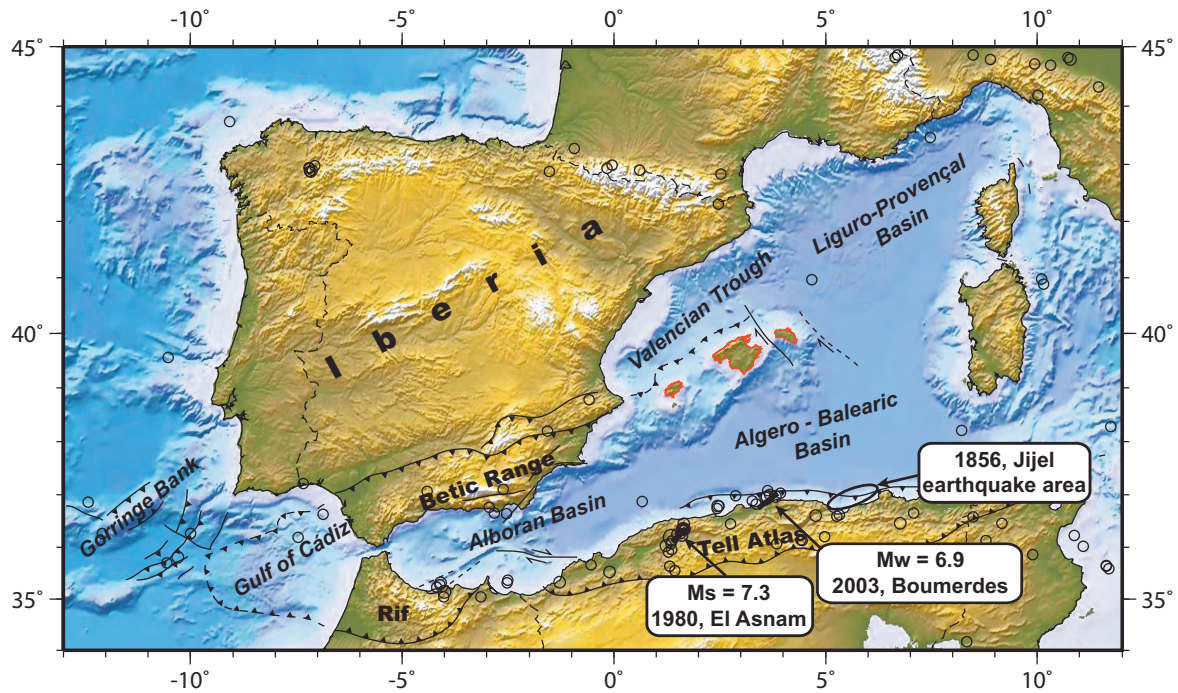 -10° -5° 0° 5° 10°
45° 45°
Liguro-Provençal
Basin
Iberia
Valencian Trough
40° 40°
Algero - Balearic
Basin
1856, Jijel
earthquake area
Betic Range
Gorringe Bank
Alboran Basin
Gulf of Cádiz
Tell Atlas
Mw = 6.9
2003, Boumerdes
Ms = 7.3
1980, El Asnam
35° 35°
Rif
-10° -5° 0° 5° 10°